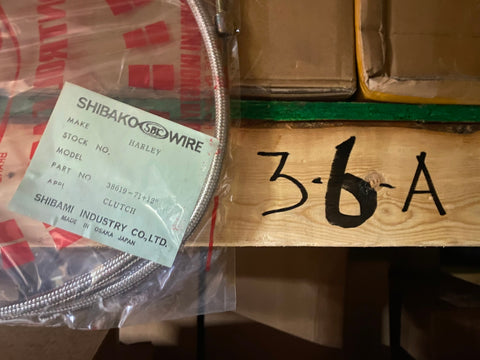 SHIBAKO SBC WIRE
MAKE HARLEY
STOCK NO.
MODEL
PART NO. 38619-71+12"
APPL CLUTCH
SHIBAMI INDUSTRY CO,LTD.
MADE IN OSAKA JAPAN
3-6-A